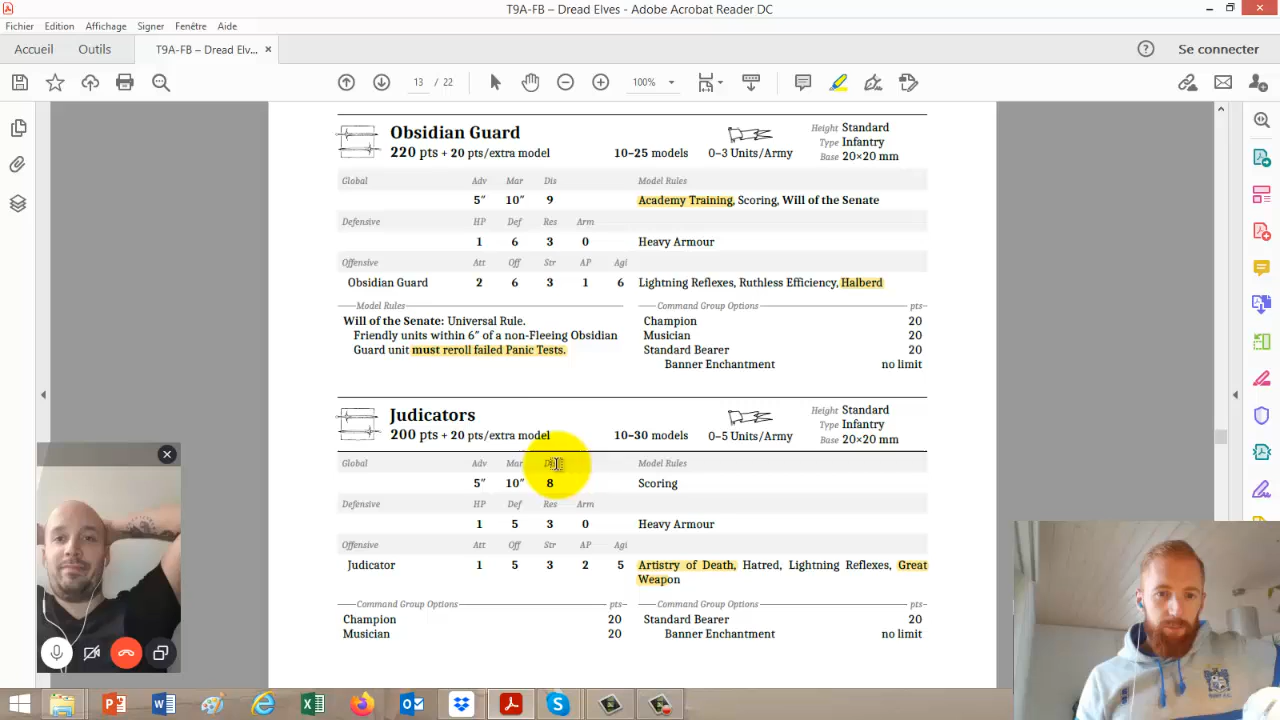 T9A-FB – Dread Elves - Adobe Acrobat Reader DC
Fichier Edition Affichage Signer Fenêtre Aide
Accueil Outils T9A-FB – Dread Elv... × Se connecter
13 / 22 100%
Obsidian Guard
220 pts + 20 pts/extra model 10–25 models 0–3 Units/Army
Height Standard
Type Infantry
Base 20×20 mm
Global Adv Mar Dis Model Rules
5″ 10″ 9 Academy Training, Scoring, Will of the Senate
Defensive HP Def Res Arm
1 6 3 0 Heavy Armour
Offensive Att Off Str AP Agi
Obsidian Guard 2 6 3 1 6 Lightning Reflexes, Ruthless Efficiency, Halberd
Model Rules
Will of the Senate: Universal Rule.
Friendly units within 6″ of a non-Fleeing Obsidian
Guard unit must reroll failed Panic Tests.
Command Group Options pts
Champion 20
Musician 20
Standard Bearer 20
Banner Enchantment no limit
Judicators
200 pts + 20 pts/extra model 10–30 models 0–5 Units/Army
Height Standard
Type Infantry
Base 20×20 mm
Global Adv Mar Model Rules
5″ 10″ 8 Scoring
Defensive HP Def Res Arm
1 5 3 0 Heavy Armour
Offensive Att Off Str AP Agi
Judicator 1 5 3 2 5 Artistry of Death, Hatred, Lightning Reflexes, Great
Weapon
Command Group Options pts
Champion 20
Musician 20
Command Group Options pts
Standard Bearer 20
Banner Enchantment no limit